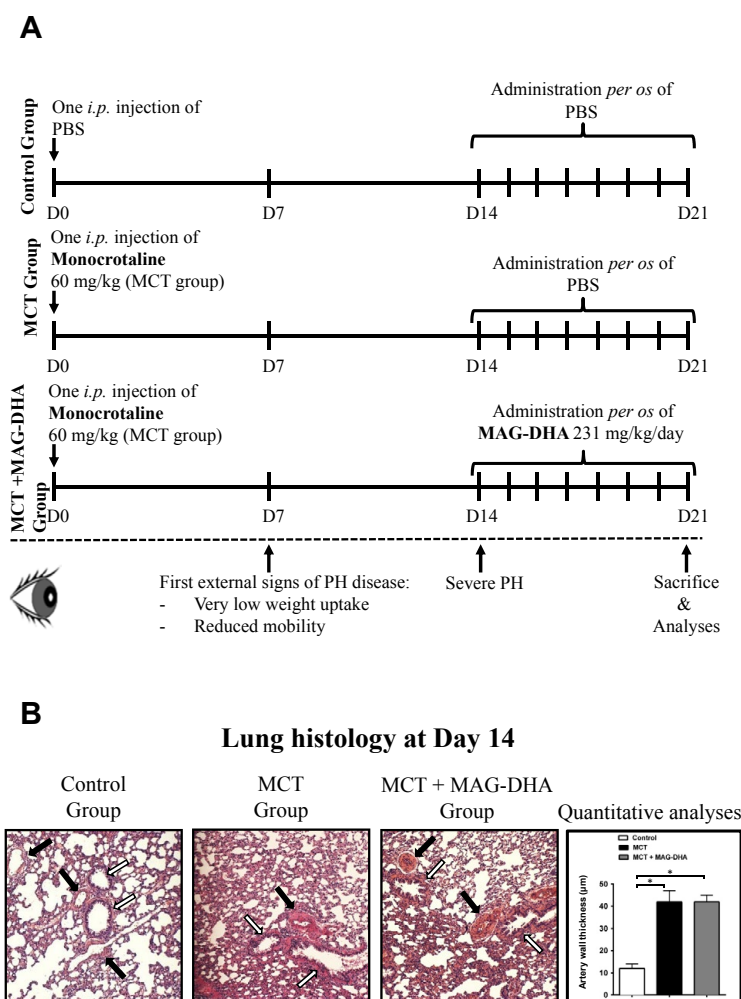 A
Control Group
One i.p. injection of
PBS
Administration per os of
PBS
D0
D7
D14
D21
MCT Group
One i.p. injection of
Monocrotaline
60 mg/kg (MCT group)
Administration per os of
PBS
D0
D7
D14
D21
MCT +MAG-DHA
Group
One i.p. injection of
Monocrotaline
60 mg/kg (MCT group)
Administration per os of
MAG-DHA 231 mg/kg/day
D0
D7
D14
D21
First external signs of PH disease:
- Very low weight uptake
- Reduced mobility
Severe PH
Sacrifice
&
Analyses
B
Lung histology at Day 14
Control
Group
MCT
Group
MCT + MAG-DHA
Group
Quantitative analyses
Control
MCT
MCT + MAG-DHA
Artery wall thickness (µm)
50
40
30
20
10
0
*
*